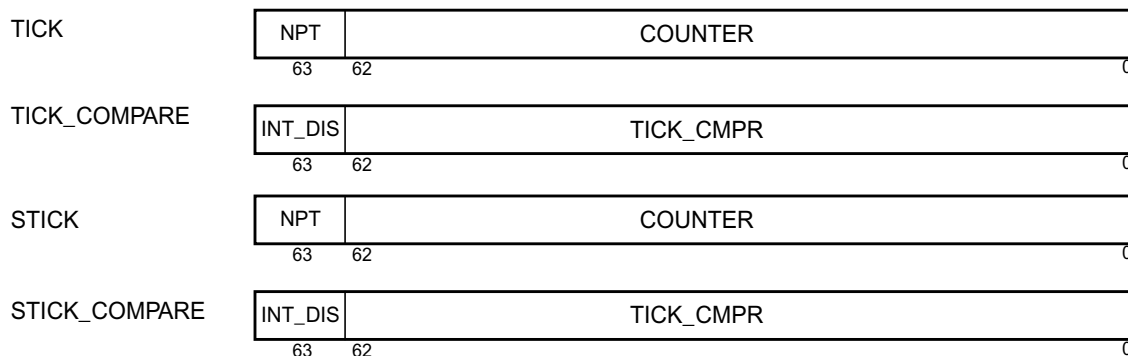 TICK NPT COUNTER
63 62 0
TICK_COMPARE INT_DIS TICK_CMPR
63 62 0
STICK NPT COUNTER
63 62 0
STICK_COMPARE INT_DIS TICK_CMPR
63 62 0